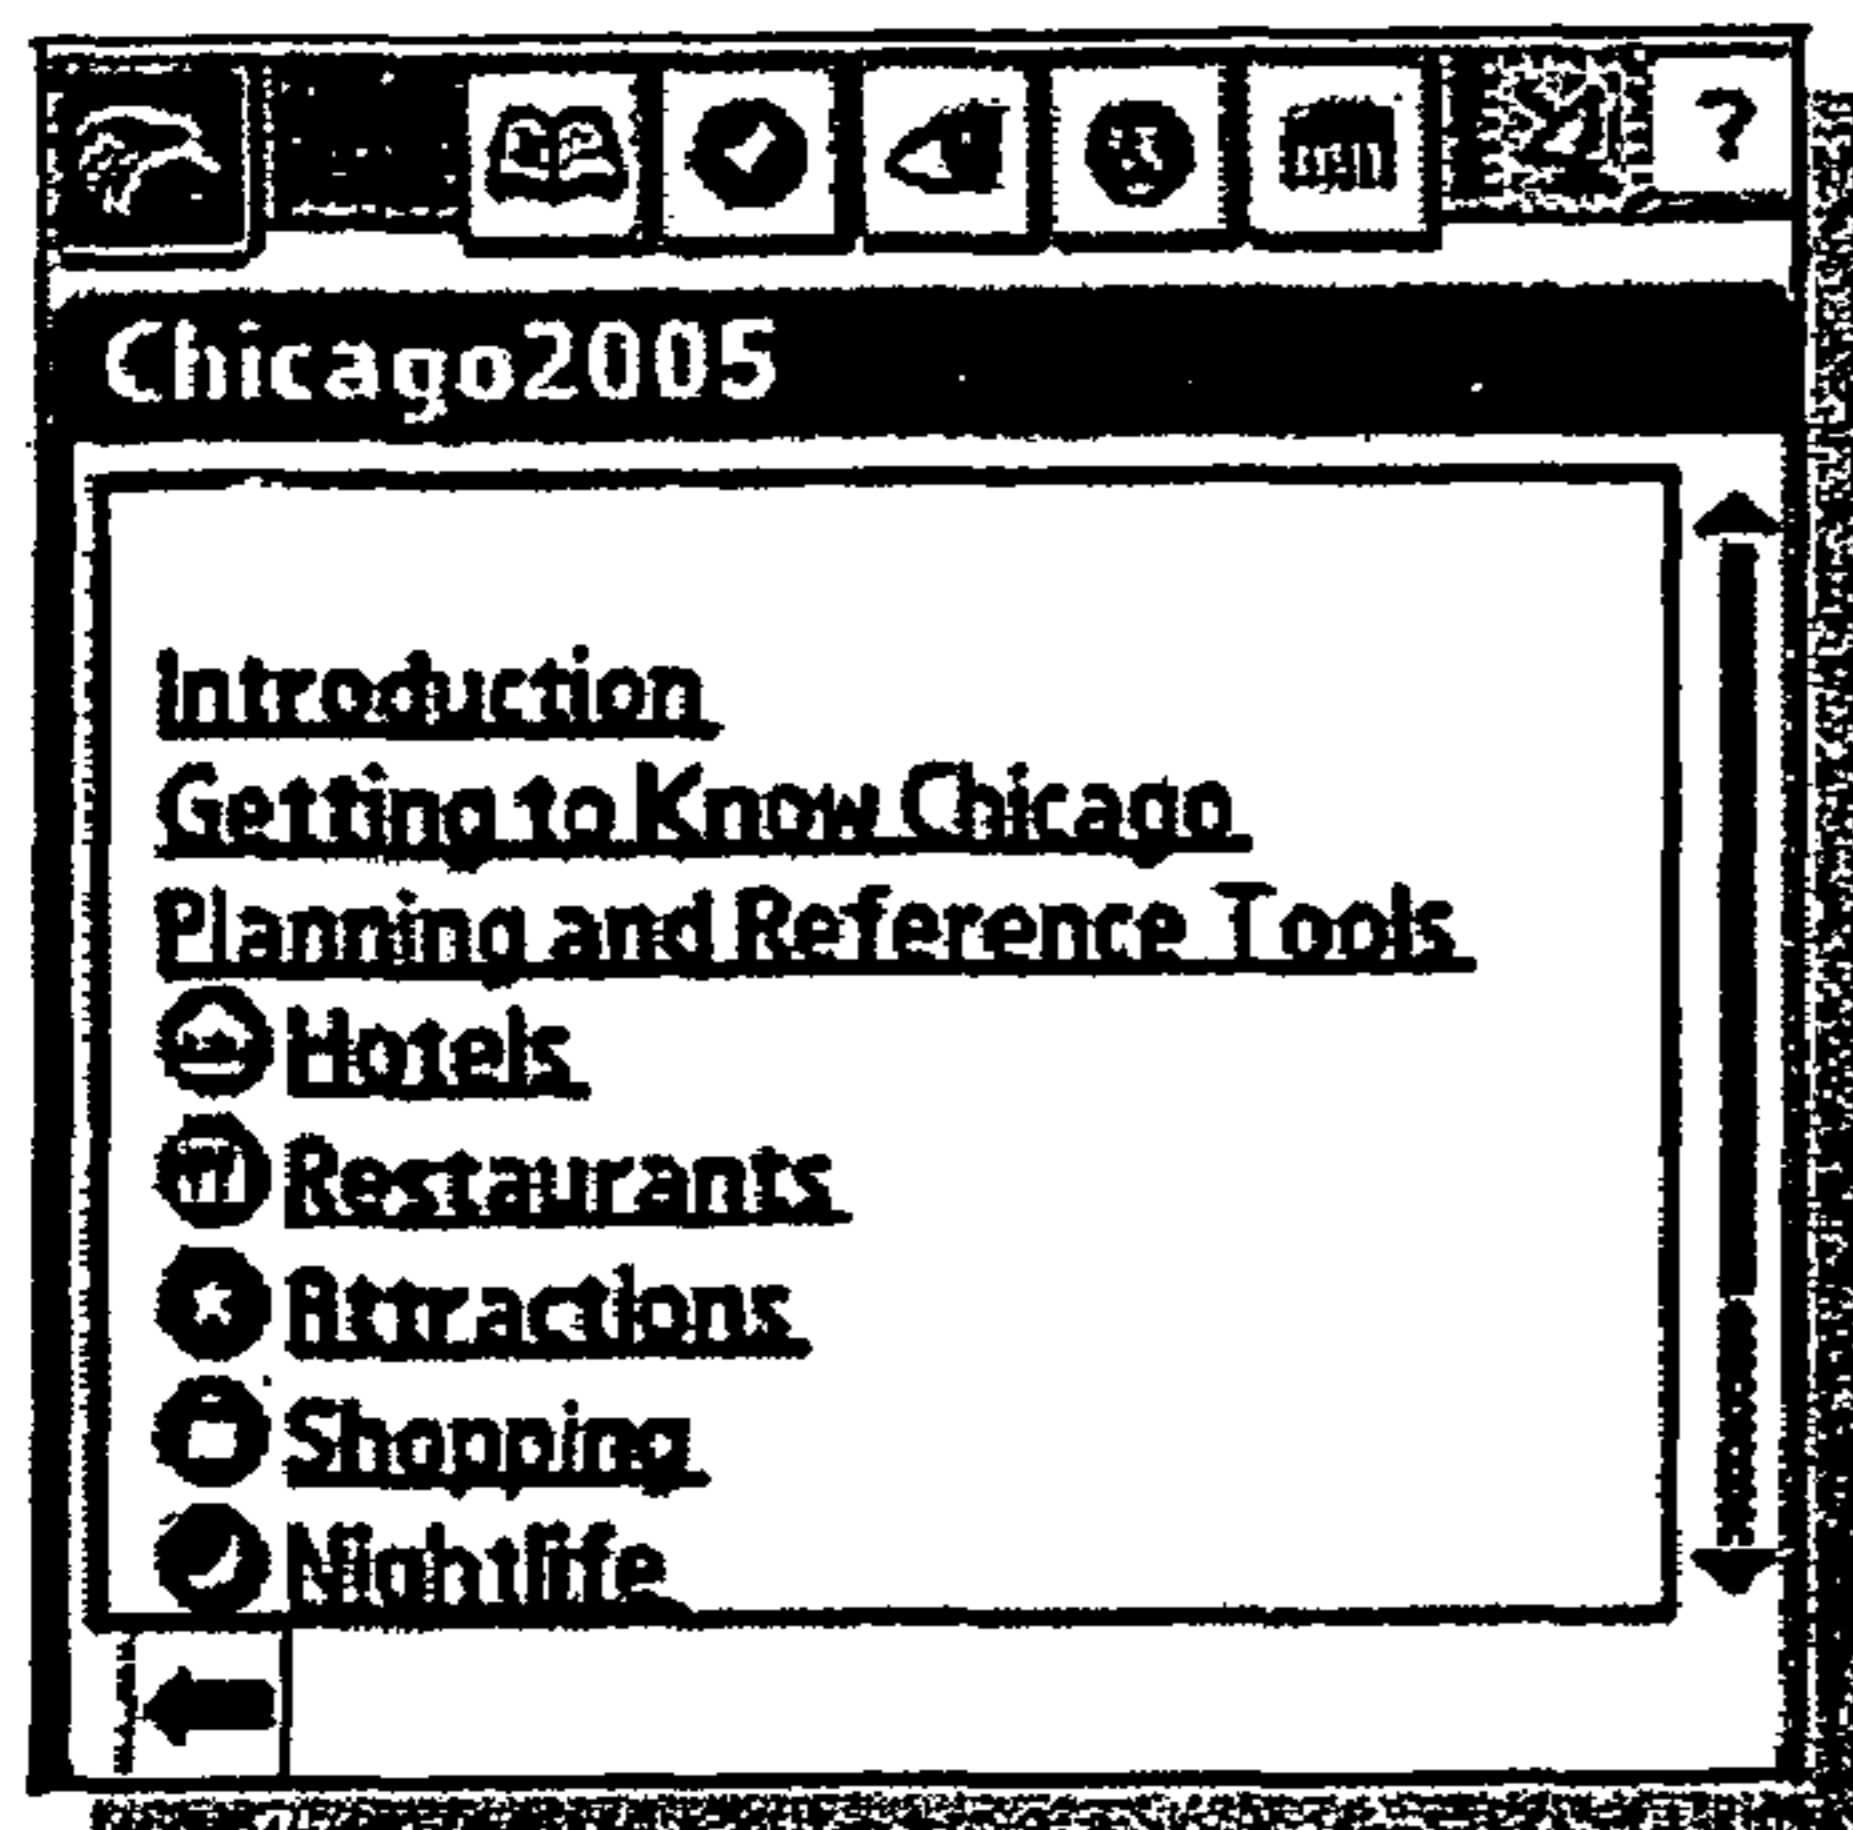 ?
Chicago2005
Introduction
Getting to Know Chicago
Planning and Reference Tools
Hotels
Restaurants
Attractions
Shopping
Nightlife